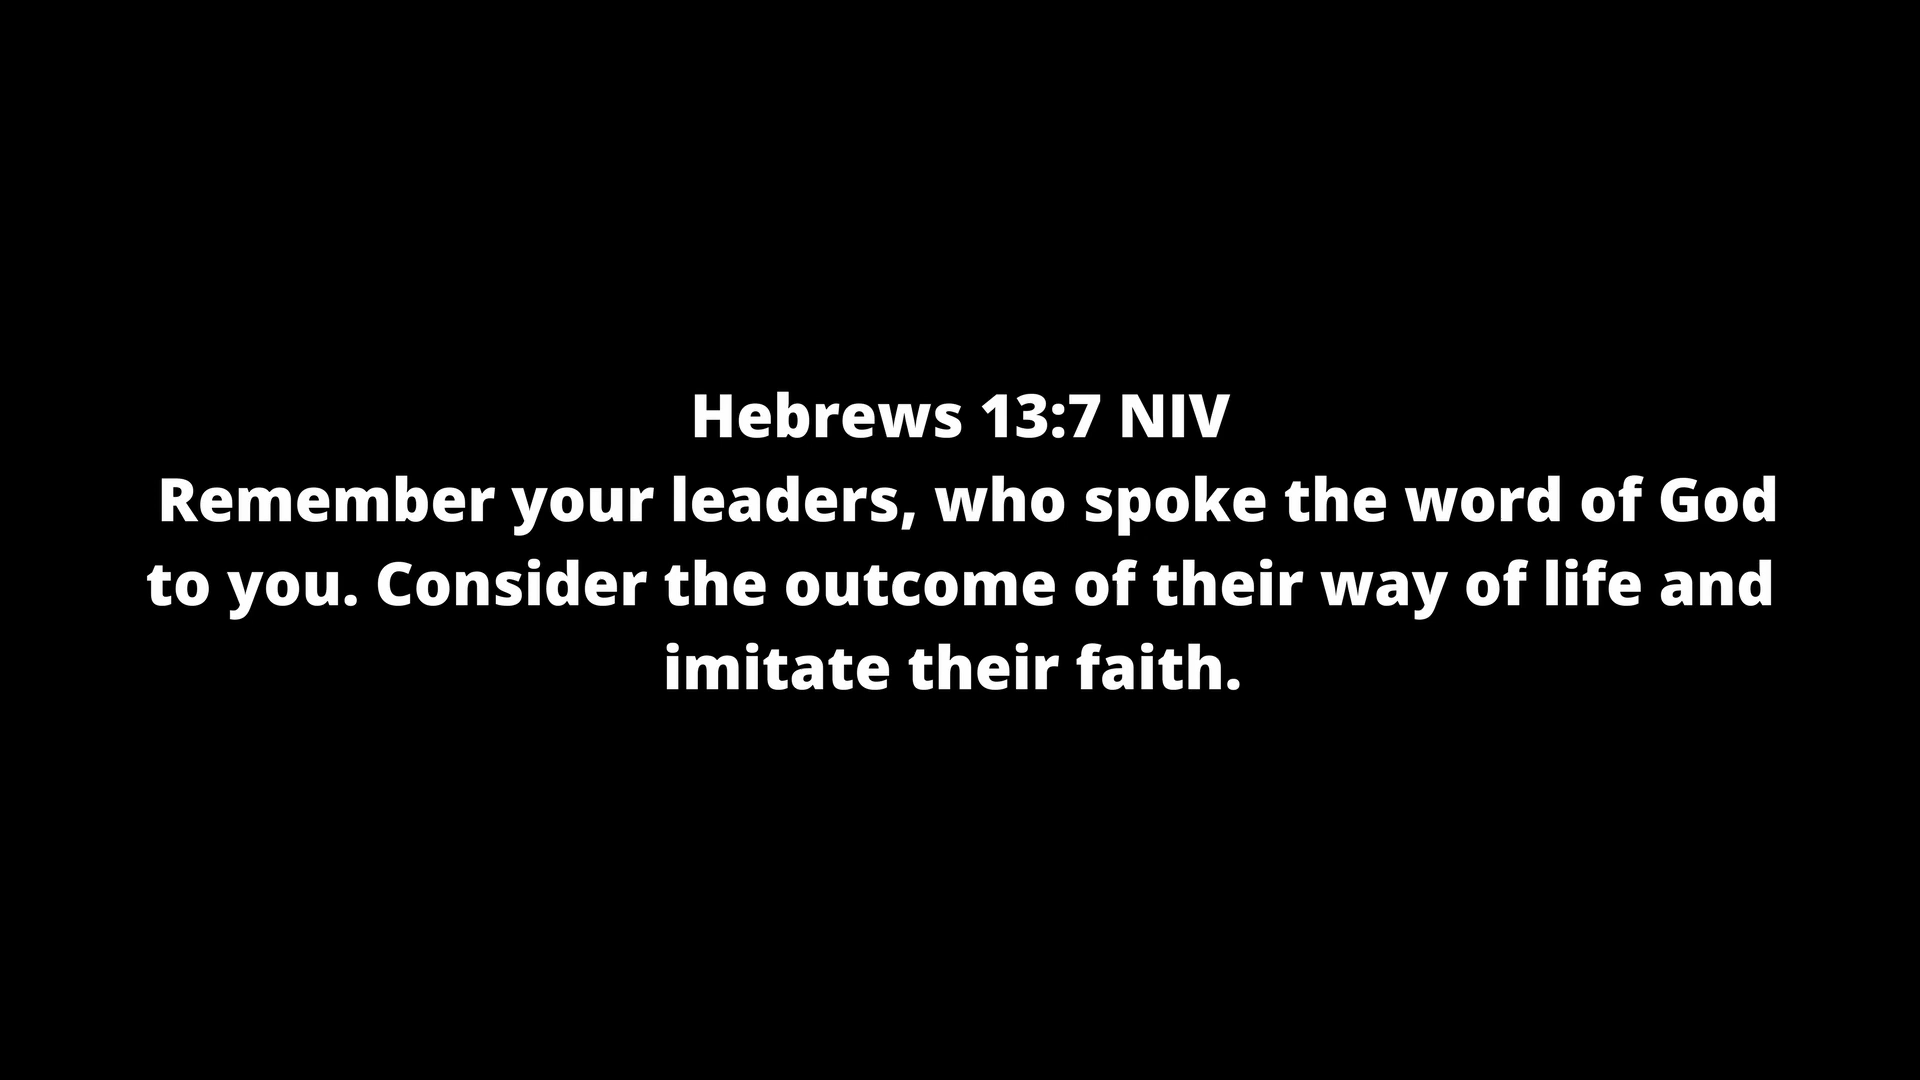 Hebrews 13:7 NIV
Remember your leaders, who spoke the word of God
to you. Consider the outcome of their way of life and
imitate their faith.